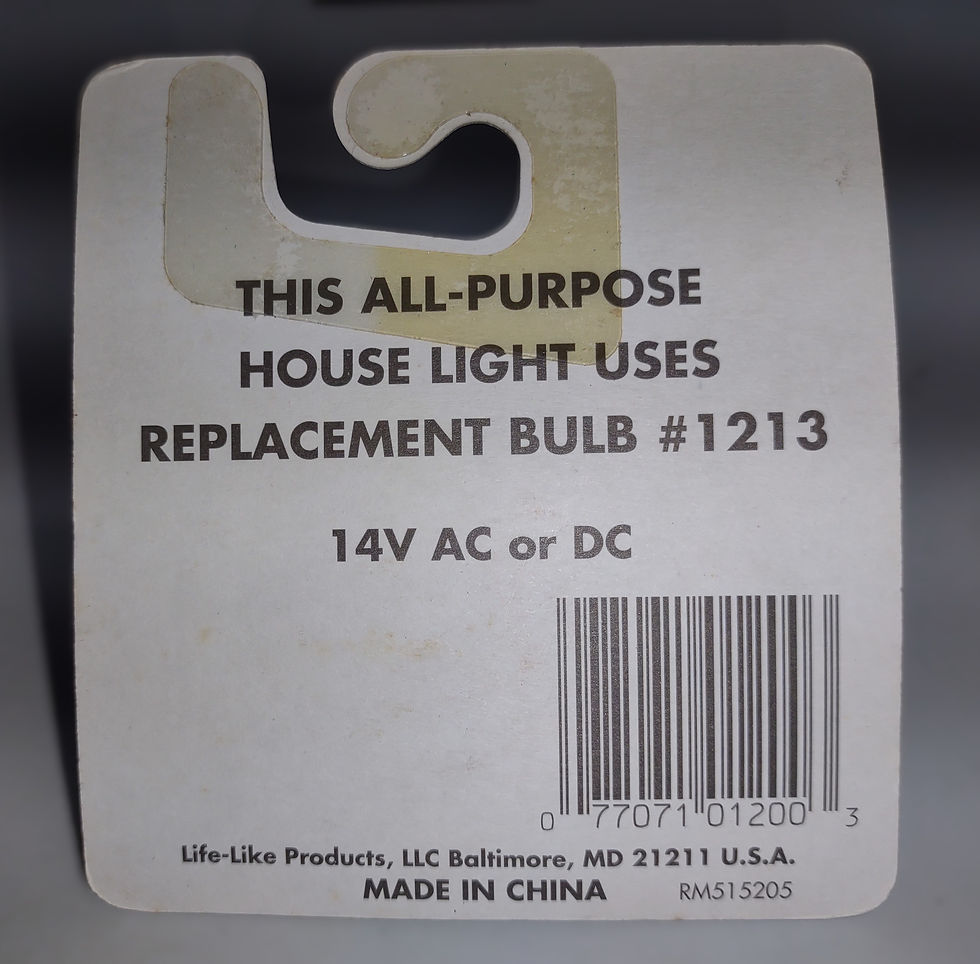 THIS ALL-PURPOSE
HOUSE LIGHT USES
REPLACEMENT BULB #1213
14V AC or DC
0 77071 01200 3
Life-Like Products, LLC Baltimore, MD 21211 U.S.A.
MADE IN CHINA RM515205